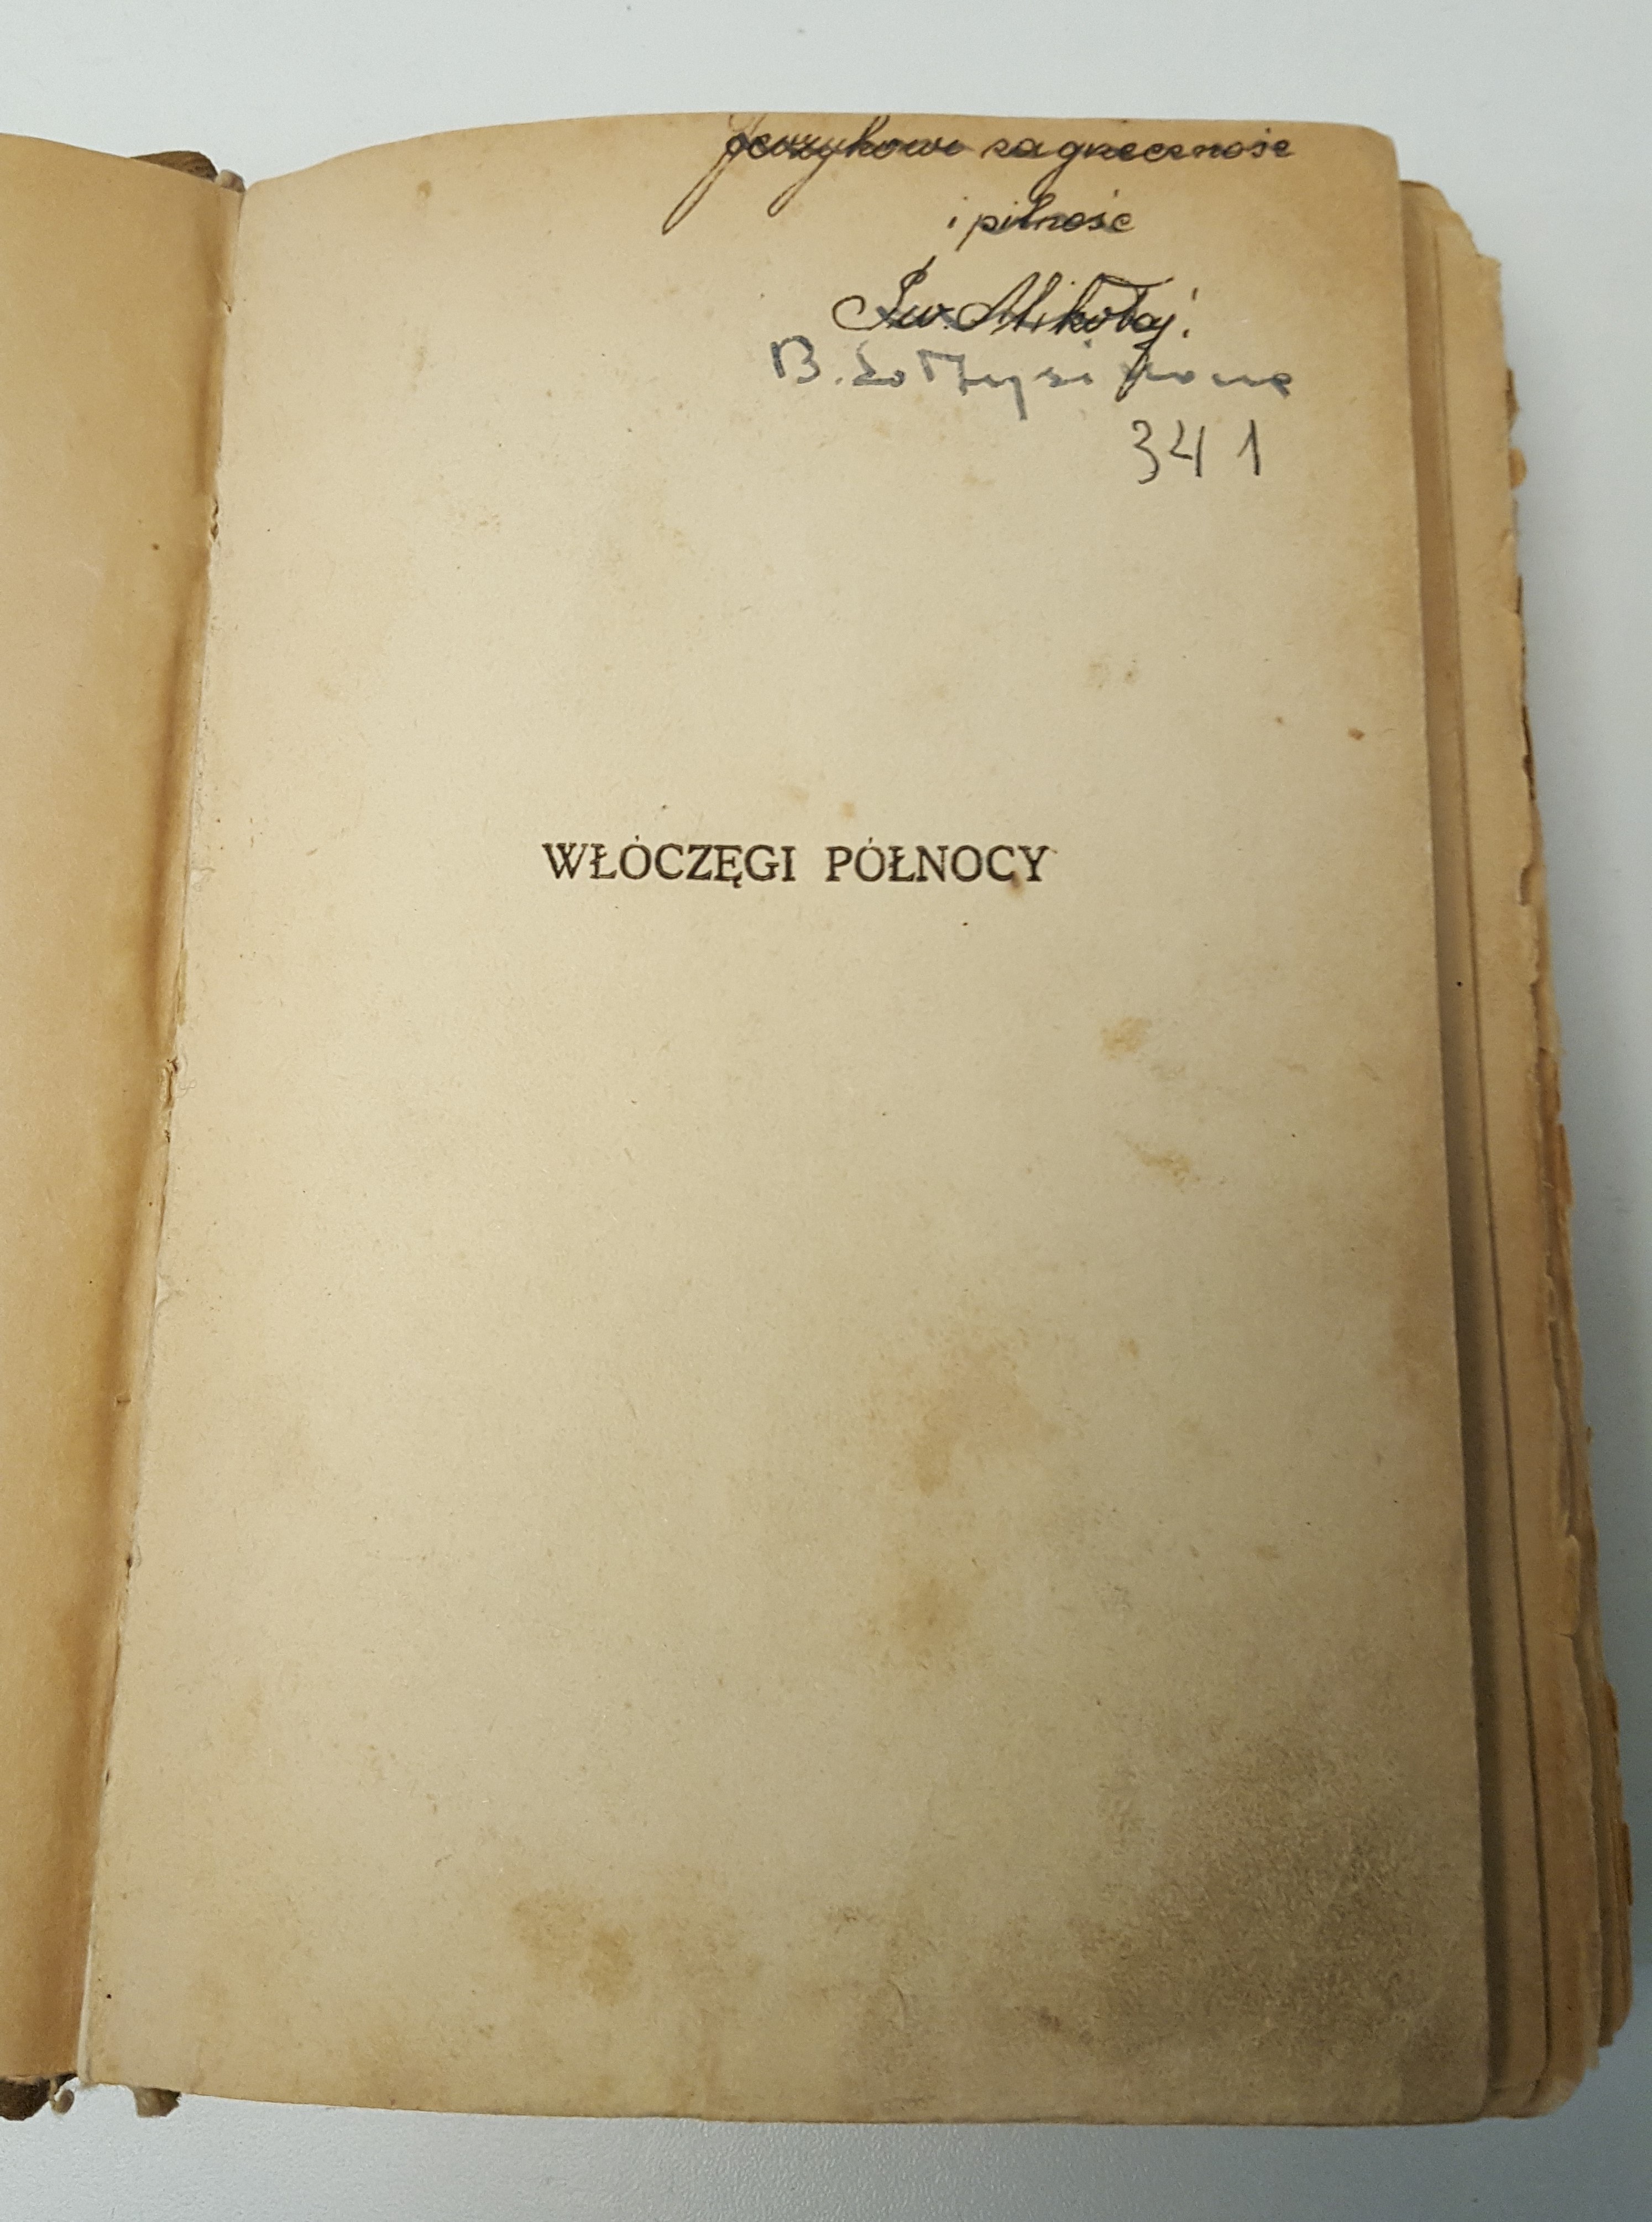 Jerzykowi za grzeczność
i pilność
Św. Mikołaj.
B.
341
WŁÓCZĘGI PÓŁNOCY